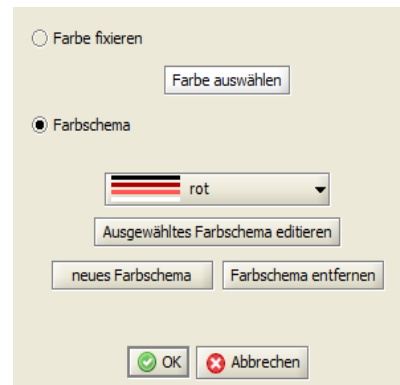 Farbe fixieren
Farbe auswählen
Farbschema
rot
Ausgewähltes Farbschema editieren
neues Farbschema Farbschema entfernen
OK Abbrechen